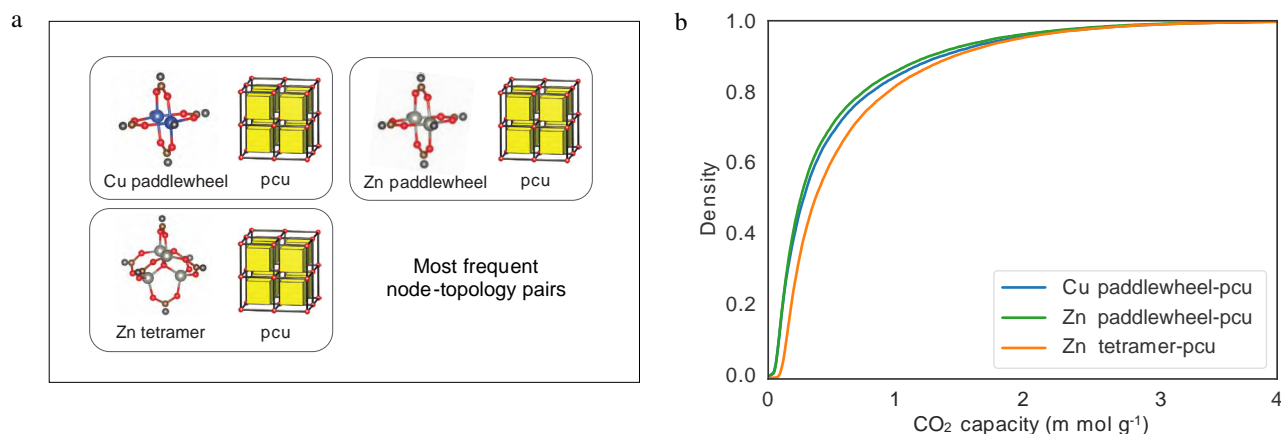 a
Cu paddlewheel
pcu
Zn paddlewheel
pcu
Zn tetramer
pcu
Most frequent
node-topology pairs
b
Density
1.0
0.8
0.6
0.4
0.2
0.0
0
1
2
3
4
CO₂ capacity (m mol g⁻¹)
Cu paddlewheel-pcu
Zn paddlewheel-pcu
Zn tetramer-pcu